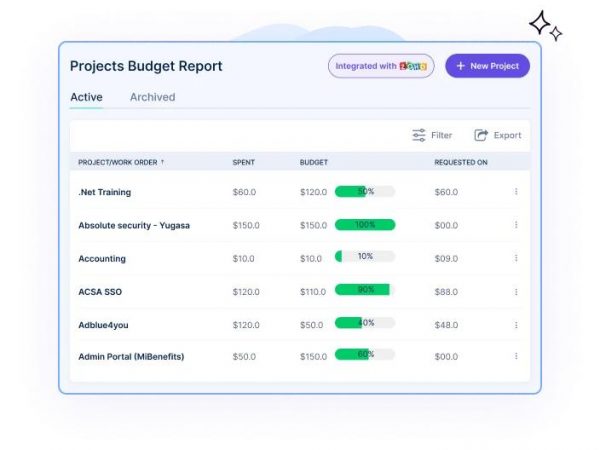 Projects Budget Report
Integrated with ZOHO
+ New Project
Active Archived
Filter Export
PROJECT/WORK ORDER ↑ SPENT BUDGET REQUESTED ON
.Net Training $60.0 $120.0 50% $60.0
Absolute security - Yugasa $150.0 $150.0 100% $00.0
Accounting $10.0 $10.0 10% $09.0
ACSA SSO $120.0 $110.0 90% $88.0
Adblue4you $120.0 $50.0 40% $48.0
Admin Portal (MiBenefits) $50.0 $150.0 60% $00.0